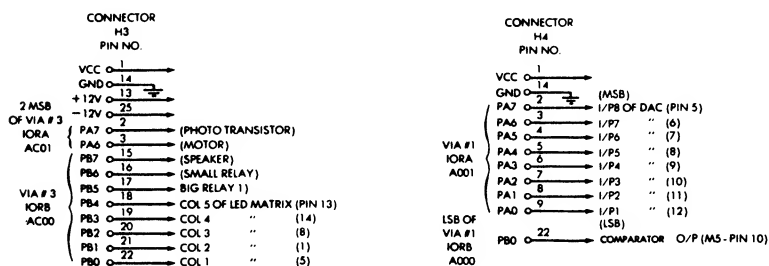 CONNECTOR
H3
PIN NO.
VCC 1
GND 14
+12V 13
−12V 25
2 MSB
OF VIA # 3
IORA
AC01
PA7 2 (PHOTO TRANSISTOR)
PA6 3 (MOTOR)
VIA # 3
IORB
AC00
PB7 15 (SPEAKER)
PB6 16 (SMALL RELAY)
PB5 17 BIG RELAY 1)
PB4 18 COL 5 OF LED MATRIX (PIN 13)
PB3 19 COL 4 " (14)
PB2 20 COL 3 " (8)
PB1 21 COL 2 " (1)
PB0 22 COL 1 " (5)
CONNECTOR
H4
PIN NO.
VCC 1
GND 14
(MSB)
VIA #1
IORA
A001
PA7 2 I/P8 OF DAC (PIN 5)
PA6 3 I/P7 " (6)
PA5 4 I/P6 " (7)
PA4 5 I/P5 " (8)
PA3 6 I/P4 " (9)
PA2 7 I/P3 " (10)
PA1 8 I/P2 " (11)
PA0 9 I/P1 " (12)
(LSB)
LSB OF
VIA #1
IORB
A000
PB0 22 COMPARATOR O/P (M5 - PIN 10)